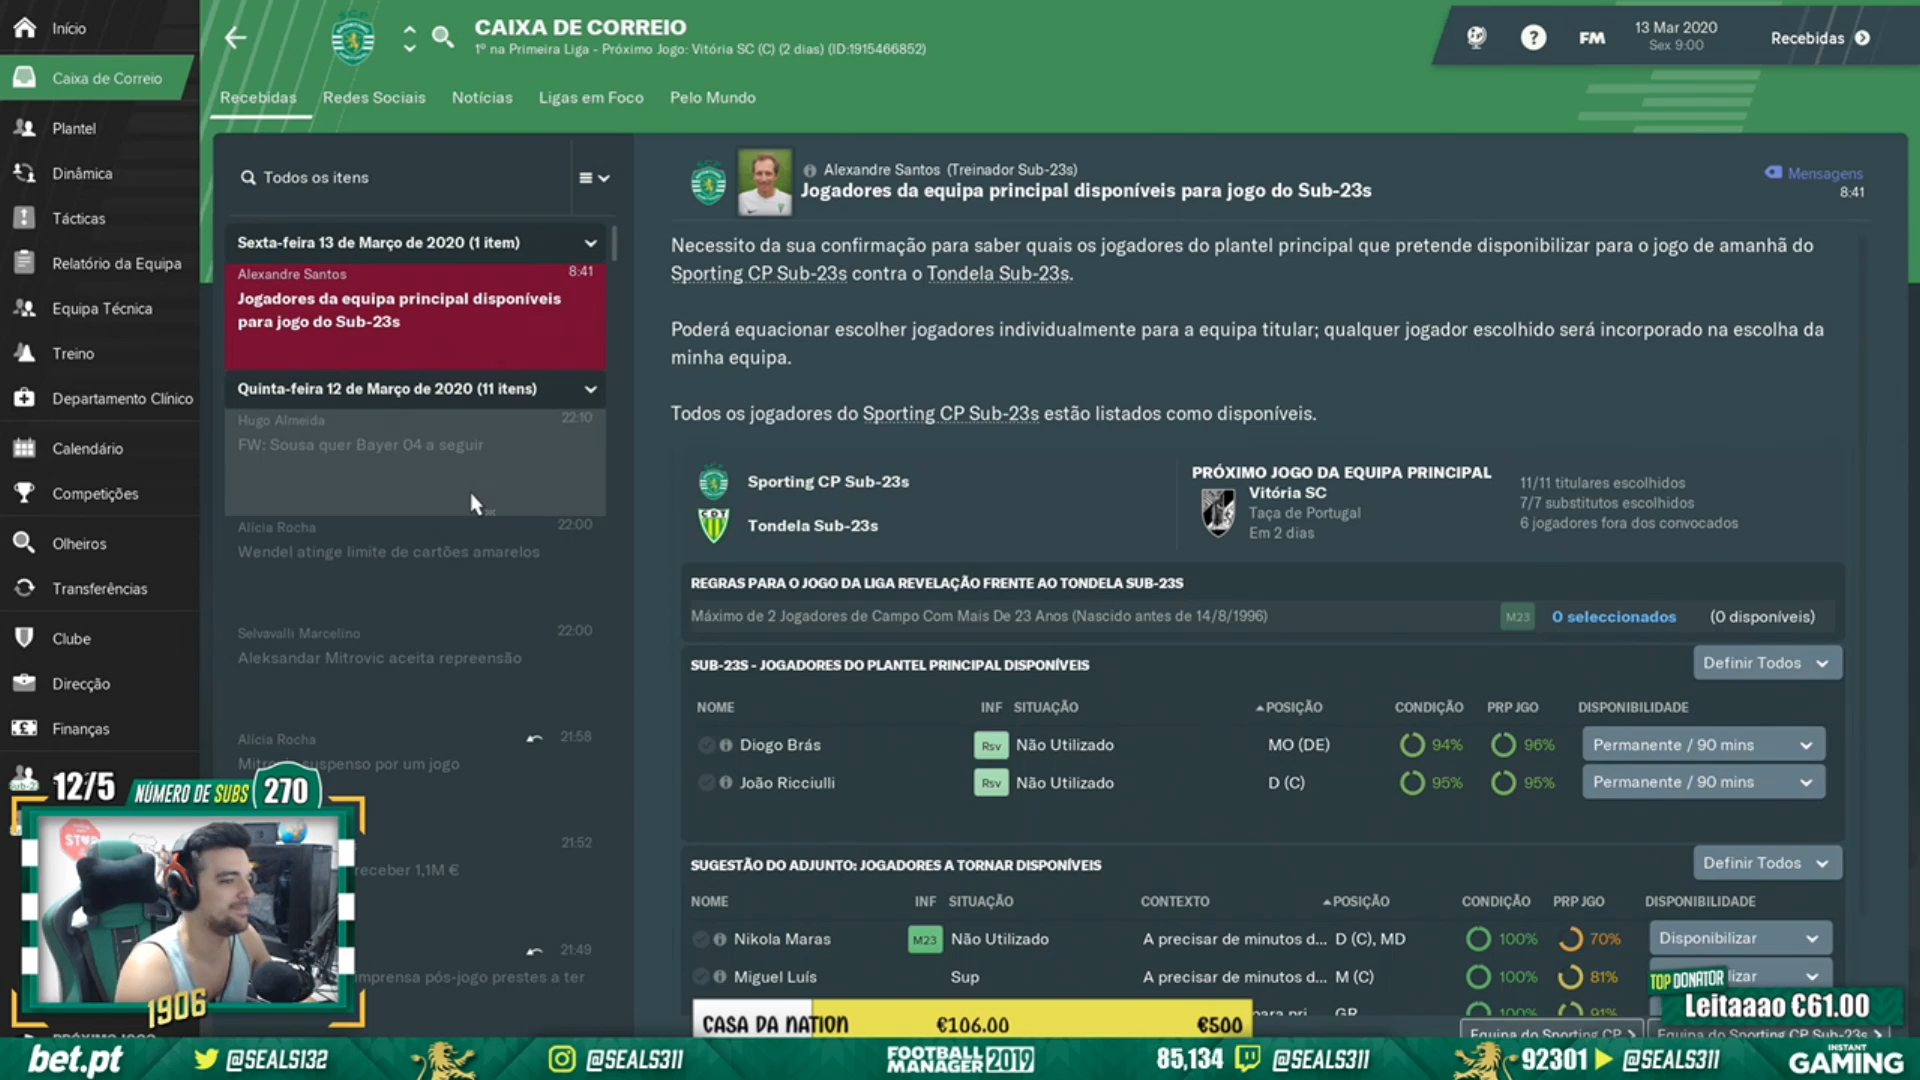 Início
Caixa de Correio
Plantel
Dinâmica
Tácticas
Relatório da Equipa
Equipa Técnica
Treino
Departamento Clínico
Calendário
Competições
Olheiros
Transferências
Clube
Direcção
Finanças
CAIXA DE CORREIO
1º na Primeira Liga - Próximo Jogo: Vitória SC (C) (2 dias) (ID:1915466852)
FM
13 Mar 2020
Sex 9:00
Recebidas
Recebidas
Redes Sociais
Notícias
Ligas em Foco
Pelo Mundo
Todos os itens
Sexta-feira 13 de Março de 2020 (1 item)
Alexandre Santos 8:41
Jogadores da equipa principal disponíveis
para jogo do Sub-23s
Quinta-feira 12 de Março de 2020 (11 itens)
Hugo Almeida 22:10
FW: Sousa quer Bayer 04 a seguir
Alícia Rocha 22:00
Wendel atinge limite de cartões amarelos
Selvavalli Marcelino 22:00
Aleksandar Mitrovic aceita repreensão
Alícia Rocha 21:58
suspenso por um jogo
21:52
receber 1,1M €
21:49
imprensa pós-jogo prestes a ter
Alexandre Santos (Treinador Sub-23s)
Jogadores da equipa principal disponíveis para jogo do Sub-23s
Mensagens
8:41
Necessito da sua confirmação para saber quais os jogadores do plantel principal que pretende disponibilizar para o jogo de amanhã do
Sporting CP Sub-23s contra o Tondela Sub-23s.
Poderá equacionar escolher jogadores individualmente para a equipa titular; qualquer jogador escolhido será incorporado na escolha da
minha equipa.
Todos os jogadores do Sporting CP Sub-23s estão listados como disponíveis.
Sporting CP Sub-23s
Tondela Sub-23s
PRÓXIMO JOGO DA EQUIPA PRINCIPAL
Vitória SC
Taça de Portugal
Em 2 dias
11/11 titulares escolhidos
7/7 substitutos escolhidos
6 jogadores fora dos convocados
REGRAS PARA O JOGO DA LIGA REVELAÇÃO FRENTE AO TONDELA SUB-23S
Máximo de 2 Jogadores de Campo Com Mais De 23 Anos (Nascido antes de 14/8/1996) M23 0 seleccionados (0 disponíveis)
SUB-23S - JOGADORES DO PLANTEL PRINCIPAL DISPONÍVEIS Definir Todos
NOME INF SITUAÇÃO POSIÇÃO CONDIÇÃO PRP JGO DISPONIBILIDADE
Diogo Brás Rsv Não Utilizado MO (DE) 94% 96% Permanente / 90 mins
João Ricciulli Rsv Não Utilizado D (C) 95% 95% Permanente / 90 mins
SUGESTÃO DO ADJUNTO: JOGADORES A TORNAR DISPONÍVEIS Definir Todos
NOME INF SITUAÇÃO CONTEXTO POSIÇÃO CONDIÇÃO PRP JGO DISPONIBILIDADE
Nikola Maras M23 Não Utilizado A precisar de minutos d... D (C), MD 100% 70% Disponibilizar
Miguel Luís Sup A precisar de minutos d... M (C) 100% 81%
GR 100% 91%
Equipa do Sporting CP
Equipa do Sporting CP Sub-23s
12/5
NÚMERO DE SUBS 270
STOP
1906
CASA DA NATION €106.00 €500
TOP DONATOR
Leitaaao €61.00
bet.pt
@SEALS132
@SEALS311
FOOTBALL
MANAGER 2019
85,134
@SEALS311
92301
@SEALS311
INSTANT
GAMING